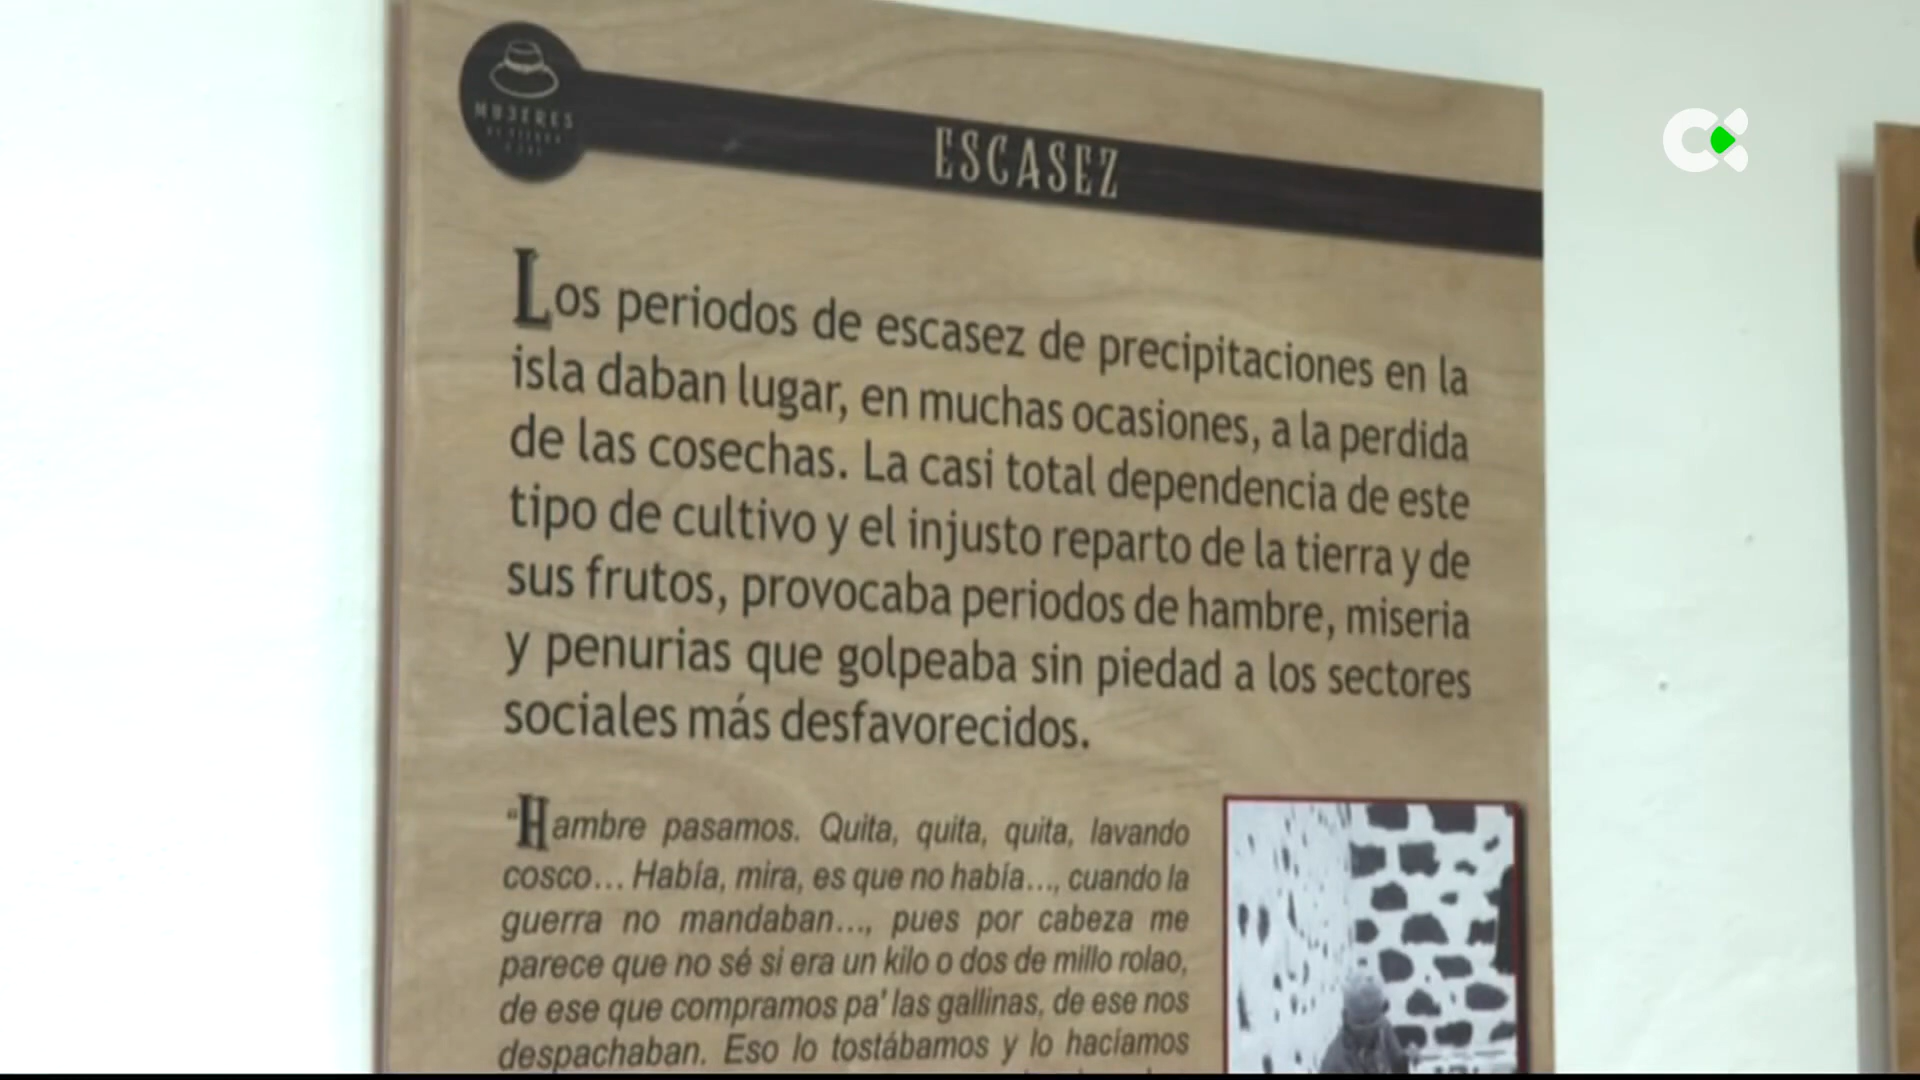 MUJERES
ESCASEZ
Los periodos de escasez de precipitaciones en la
isla daban lugar, en muchas ocasiones, a la perdida
de las cosechas. La casi total dependencia de este
tipo de cultivo y el injusto reparto de la tierra y de
sus frutos, provocaba periodos de hambre, miseria
y penurias que golpeaba sin piedad a los sectores
sociales más desfavorecidos.
“Hambre pasamos. Quita, quita, quita, lavando
cosco... Había, mira, es que no había..., cuando la
guerra no mandaban..., pues por cabeza me
parece que no sé si era un kilo o dos de millo rolao,
de ese que compramos pa' las gallinas, de ese nos
despachaban. Eso lo tostábamos y lo hacíamos